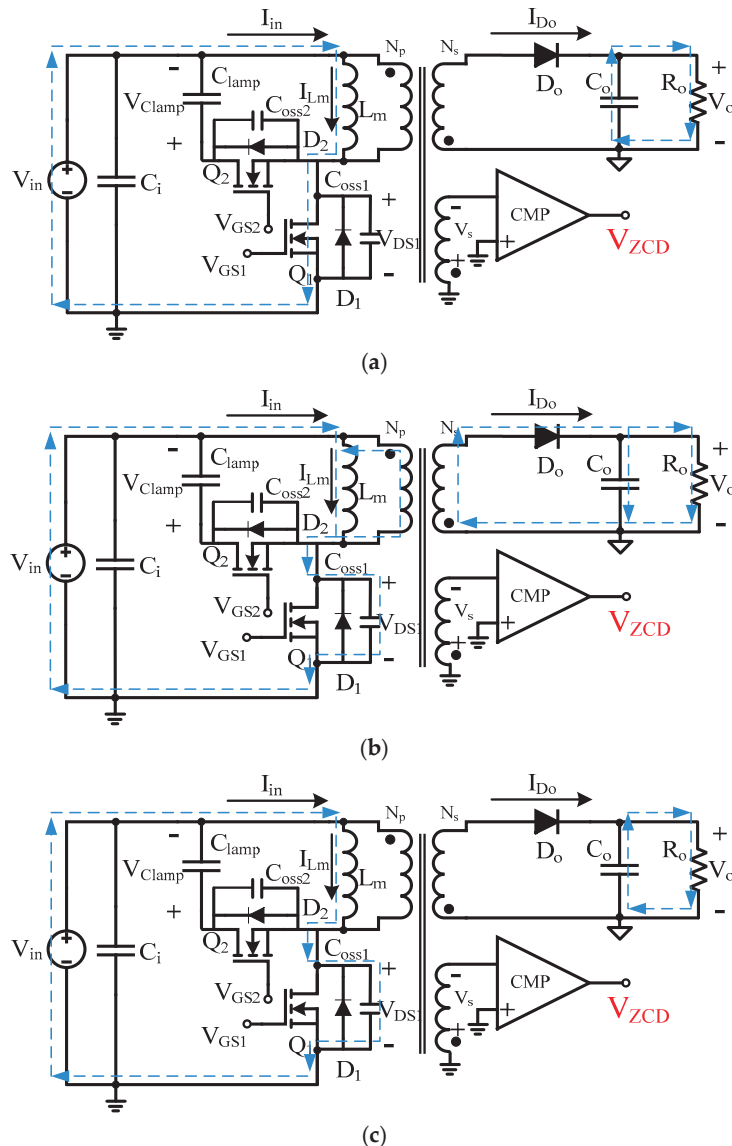 I_in N_p N_s I_Do
- C_lamp + 
V_Clamp I_Lm L_m D_o C_o R_o V_o
C_oss2
+ D_2 -
V_in + - C_i Q_2 C_oss1
V_GS2 + - CMP
V_GS1 V_DS1 V_s + V_ZCD
Q_1 - +
D_1
(a)
I_in N_p N_s I_Do
- C_lamp +
V_Clamp I_Lm L_m D_o C_o R_o V_o
C_oss2
+ D_2 -
V_in + - C_i Q_2 C_oss1
V_GS2 + - CMP
V_GS1 V_DS1 V_s + V_ZCD
Q_1 - +
D_1
(b)
I_in N_p N_s I_Do
- C_lamp +
V_Clamp I_Lm L_m D_o C_o R_o V_o
C_oss2
+ D_2 -
V_in + - C_i Q_2 C_oss1
V_GS2 + - CMP
V_GS1 V_DS1 V_s + V_ZCD
Q_1 - +
D_1
(c)